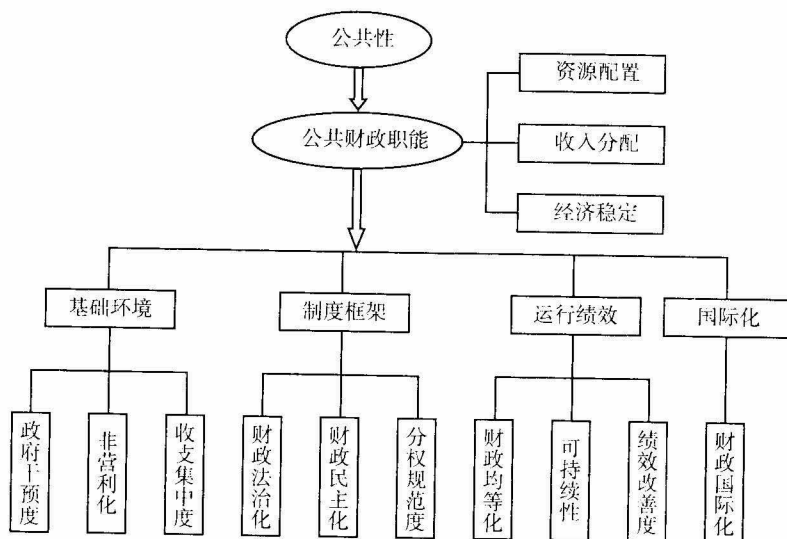 公共性
资源配置
公共财政职能
收入分配
经济稳定
基础环境
制度框架
运行绩效
国际化
政府干预度
非营利化
收支集中度
财政法治化
财政民主化
分权规范度
财政均等化
可持续性
绩效改善度
财政国际化